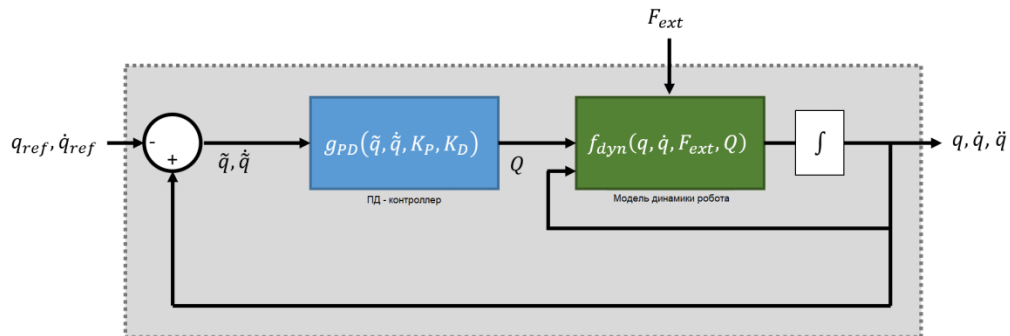 F_ext
q_ref, q̇_ref
-
+
q̃, q̃̇
g_PD(q̃, q̃̇, K_P, K_D)
Q
f_dyn(q, q̇, F_ext, Q)
∫
q, q̇, q̈
ПД - контроллер
Модель динамики робота